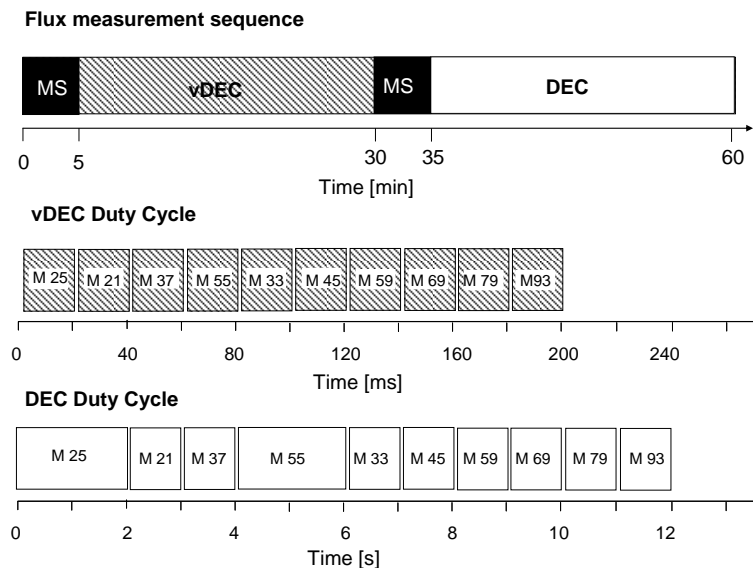 Flux measurement sequence
MS vDEC MS DEC
0 5 30 35 60
Time [min]
vDEC Duty Cycle
M 25 M 21 M 37 M 55 M 33 M 45 M 59 M 69 M 79 M93
0 40 80 120 160 200 240
Time [ms]
DEC Duty Cycle
M 25 M 21 M 37 M 55 M 33 M 45 M 59 M 69 M 79 M 93
0 2 4 6 8 10 12
Time [s]